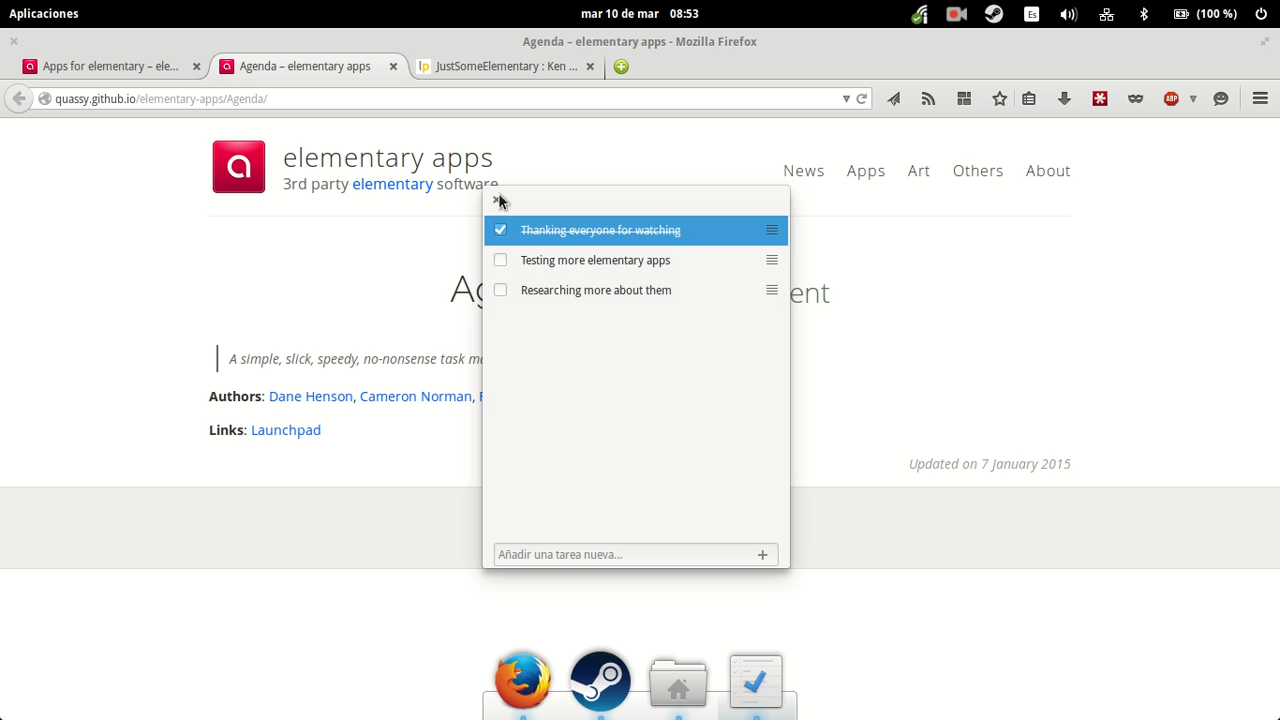 Aplicaciones
mar 10 de mar 08:53
Es
(100 %)
Agenda – elementary apps - Mozilla Firefox
Apps for elementary – ele...
Agenda – elementary apps
lp JustSomeElementary : Ken ...
quassy.github.io/elementary-apps/Agenda/
ABP
a
elementary apps
3rd party elementary software
News Apps Art Others About
Thanking everyone for watching
Testing more elementary apps
Researching more about them
Ag
ent
A simple, slick, speedy, no-nonsense task m
Authors: Dane Henson, Cameron Norman,
Links: Launchpad
Updated on 7 January 2015
Añadir una tarea nueva...